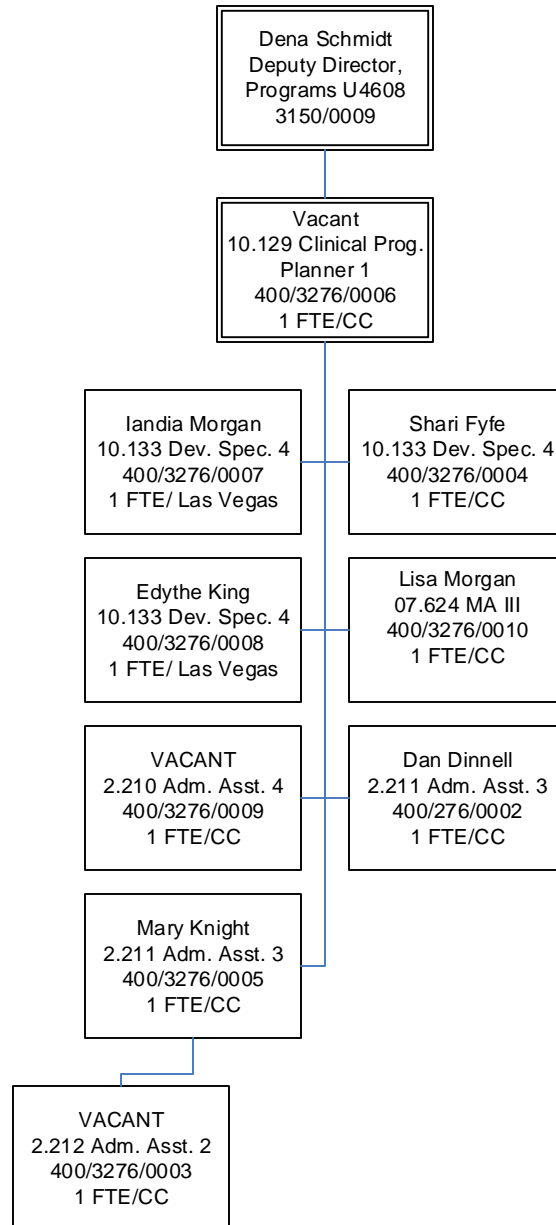 Dena Schmidt
Deputy Director,
Programs U4608
3150/0009
Vacant
10.129 Clinical Prog.
Planner 1
400/3276/0006
1 FTE/CC
Iandia Morgan
10.133 Dev. Spec. 4
400/3276/0007
1 FTE/ Las Vegas
Shari Fyfe
10.133 Dev. Spec. 4
400/3276/0004
1 FTE/CC
Edythe King
10.133 Dev. Spec. 4
400/3276/0008
1 FTE/ Las Vegas
Lisa Morgan
07.624 MA III
400/3276/0010
1 FTE/CC
VACANT
2.210 Adm. Asst. 4
400/3276/0009
1 FTE/CC
Dan Dinnell
2.211 Adm. Asst. 3
400/276/0002
1 FTE/CC
Mary Knight
2.211 Adm. Asst. 3
400/3276/0005
1 FTE/CC
VACANT
2.212 Adm. Asst. 2
400/3276/0003
1 FTE/CC